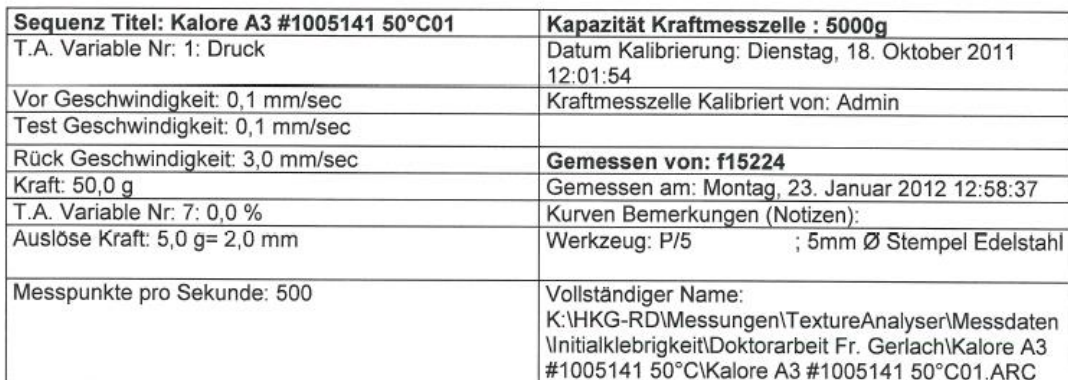 Sequenz Titel: Kalore A3 #1005141 50°C01
Kapazität Kraftmesszelle : 5000g
T.A. Variable Nr: 1: Druck
Datum Kalibrierung: Dienstag, 18. Oktober 2011
12:01:54
Vor Geschwindigkeit: 0,1 mm/sec
Kraftmesszelle Kalibriert von: Admin
Test Geschwindigkeit: 0,1 mm/sec
Rück Geschwindigkeit: 3,0 mm/sec
Gemessen von: f15224
Kraft: 50,0 g
Gemessen am: Montag, 23. Januar 2012 12:58:37
T.A. Variable Nr: 7: 0,0 %
Kurven Bemerkungen (Notizen):
Auslöse Kraft: 5,0 g= 2,0 mm
Werkzeug: P/5 ; 5mm Ø Stempel Edelstahl
Messpunkte pro Sekunde: 500
Vollständiger Name:
K:\HKG-RD\Messungen\TextureAnalyser\Messdaten
\Initialklebrigkeit\Doktorarbeit Fr. Gerlach\Kalore A3
#1005141 50°C\Kalore A3 #1005141 50°C01.ARC